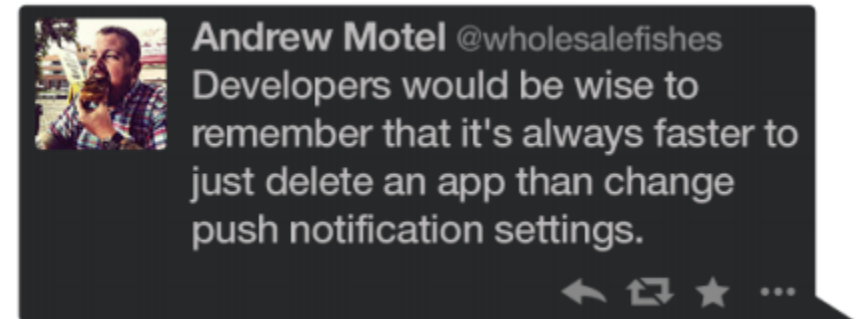 Andrew Motel @wholesalefishes
Developers would be wise to
remember that it's always faster to
just delete an app than change
push notification settings.